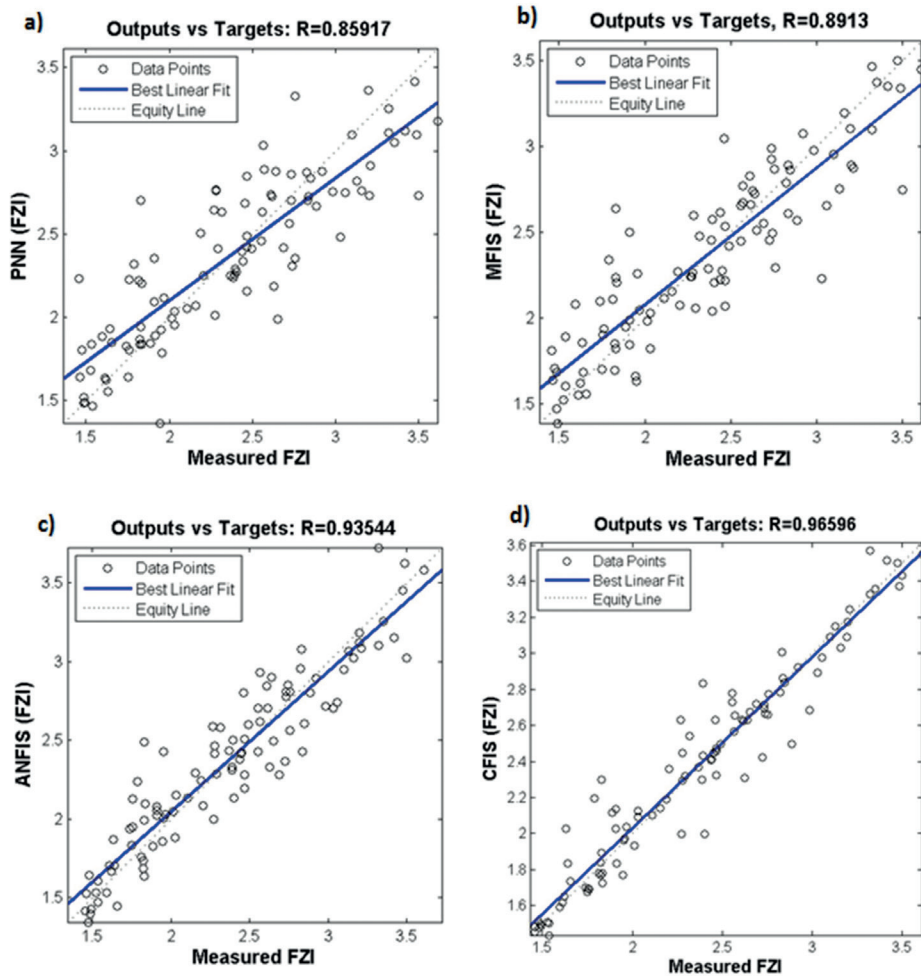 a)
Outputs vs Targets: R=0.85917
3.5
3
2.5
2
1.5
PNN (FZI)
Data Points
Best Linear Fit
Equity Line
1.5 2 2.5 3 3.5
Measured FZI
b)
Outputs vs Targets, R=0.8913
3.5
3
2.5
2
1.5
MFIS (FZI)
Data Points
Best Linear Fit
Equity Line
1.5 2 2.5 3 3.5
Measured FZI
c)
Outputs vs Targets: R=0.93544
3.5
3
2.5
2
1.5
ANFIS (FZI)
Data Points
Best Linear Fit
Equity Line
1.5 2 2.5 3 3.5
Measured FZI
d)
Outputs vs Targets: R=0.96596
3.6
3.4
3.2
3
2.8
2.6
2.4
2.2
2
1.8
1.6
CFIS (FZI)
Data Points
Best Linear Fit
Equity Line
1.5 2 2.5 3 3.5
Measured FZI